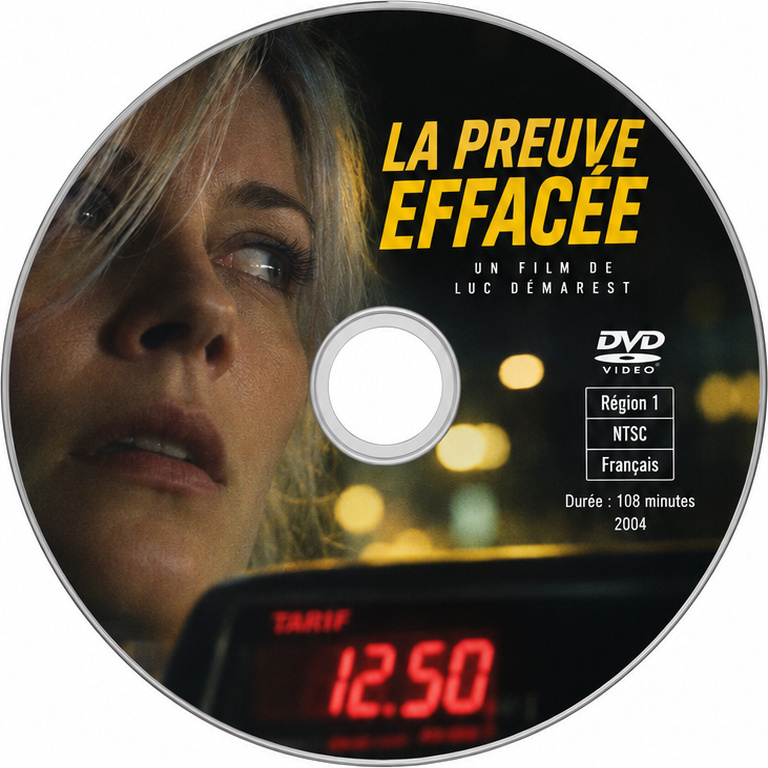 LA PREUVE
EFFACÉE
UN FILM DE
LUC DÉMAREST
DVD
VIDEO
Région 1
NTSC
Français
Durée : 108 minutes
2004
TARIF
12.50